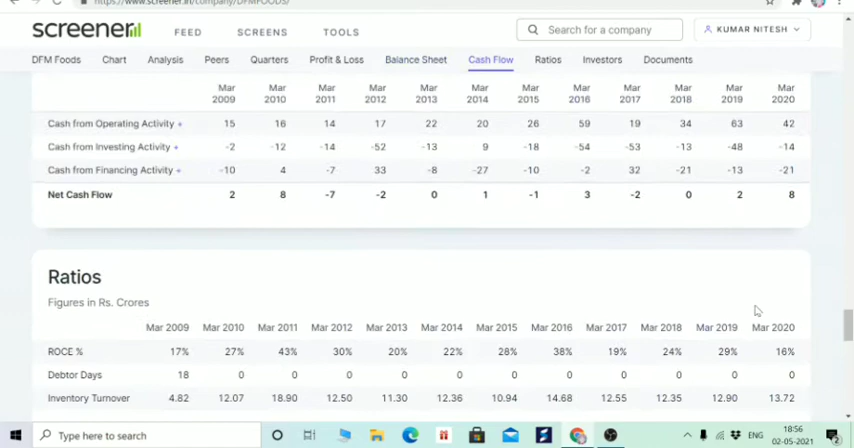 https://www.screener.in/company/DFMFOODS/
screener
FEED SCREENS TOOLS
Search for a company
KUMAR NITESH
DFM Foods Chart Analysis Peers Quarters Profit & Loss Balance Sheet Cash Flow Ratios Investors Documents
Mar Mar Mar Mar Mar Mar Mar Mar Mar Mar Mar Mar
2009 2010 2011 2012 2013 2014 2015 2016 2017 2018 2019 2020
Cash from Operating Activity + 15 16 14 17 22 20 26 59 19 34 63 42
Cash from Investing Activity + -2 -12 -14 -52 -13 9 -18 -54 -53 -13 -48 -14
Cash from Financing Activity + -10 4 -7 33 -8 -27 -10 -2 32 -21 -13 -21
Net Cash Flow 2 8 -7 -2 0 1 -1 3 -2 0 2 8
Ratios
Figures in Rs. Crores
Mar 2009 Mar 2010 Mar 2011 Mar 2012 Mar 2013 Mar 2014 Mar 2015 Mar 2016 Mar 2017 Mar 2018 Mar 2019 Mar 2020
ROCE % 17% 27% 43% 30% 20% 22% 28% 38% 19% 24% 29% 16%
Debtor Days 18 0 0 0 0 0 0 0 0 0 0 0
Inventory Turnover 4.82 12.07 18.90 12.50 11.30 12.36 10.94 14.68 12.55 12.35 12.90 13.72
Type here to search
ENG
18:56
02-05-2021
2